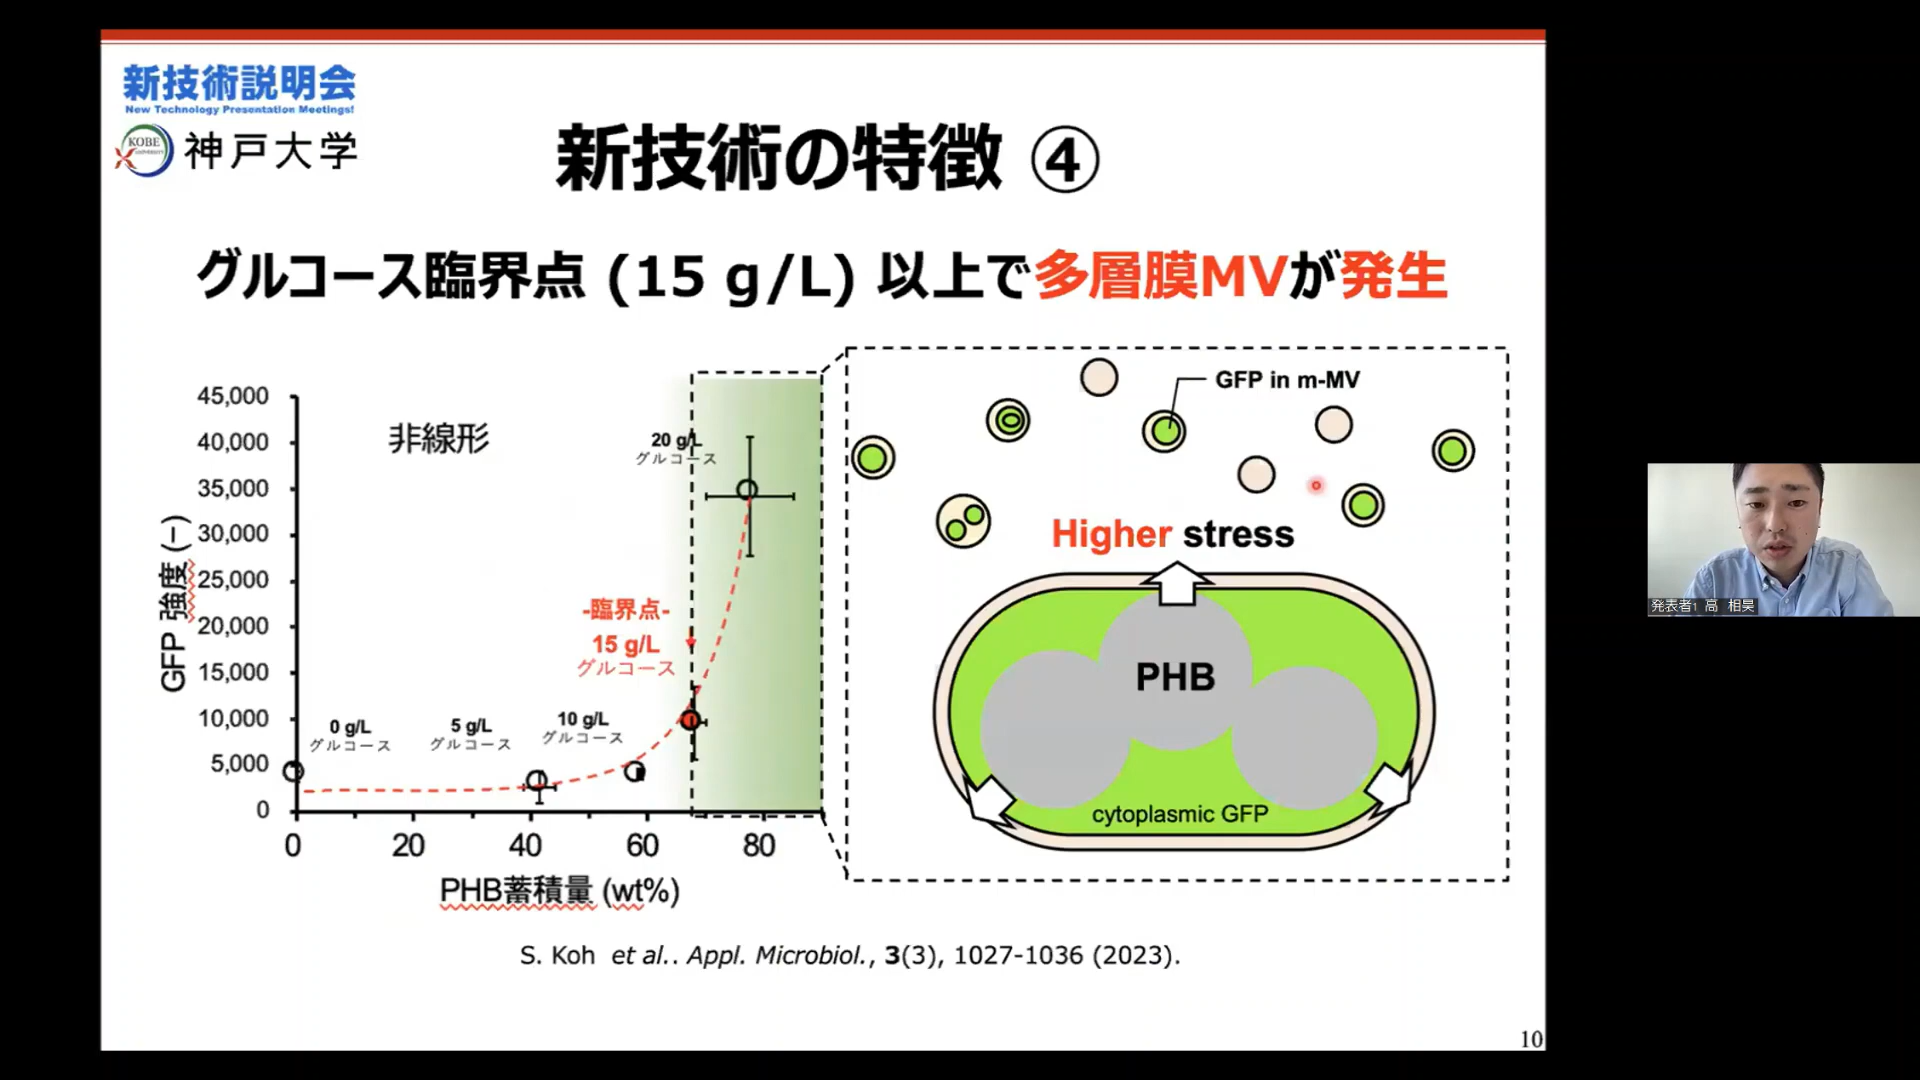 新技術説明会
New Technology Presentation Meetings!
KOBE
神戸大学
新技術の特徴 ④
グルコース臨界点 (15 g/L) 以上で多層膜MVが発生
45,000
40,000
35,000
30,000
25,000
20,000
15,000
10,000
5,000
0
GFP 強度 (−)
非線形
20 g/L
グルコース
-臨界点-
15 g/L
グルコース
0 g/L
グルコース
5 g/L
グルコース
10 g/L
グルコース
0 20 40 60 80
PHB蓄積量 (wt%)
GFP in m-MV
Higher stress
PHB
cytoplasmic GFP
S. Koh et al.. Appl. Microbiol., 3(3), 1027-1036 (2023).
10
発表者1 高 相昊